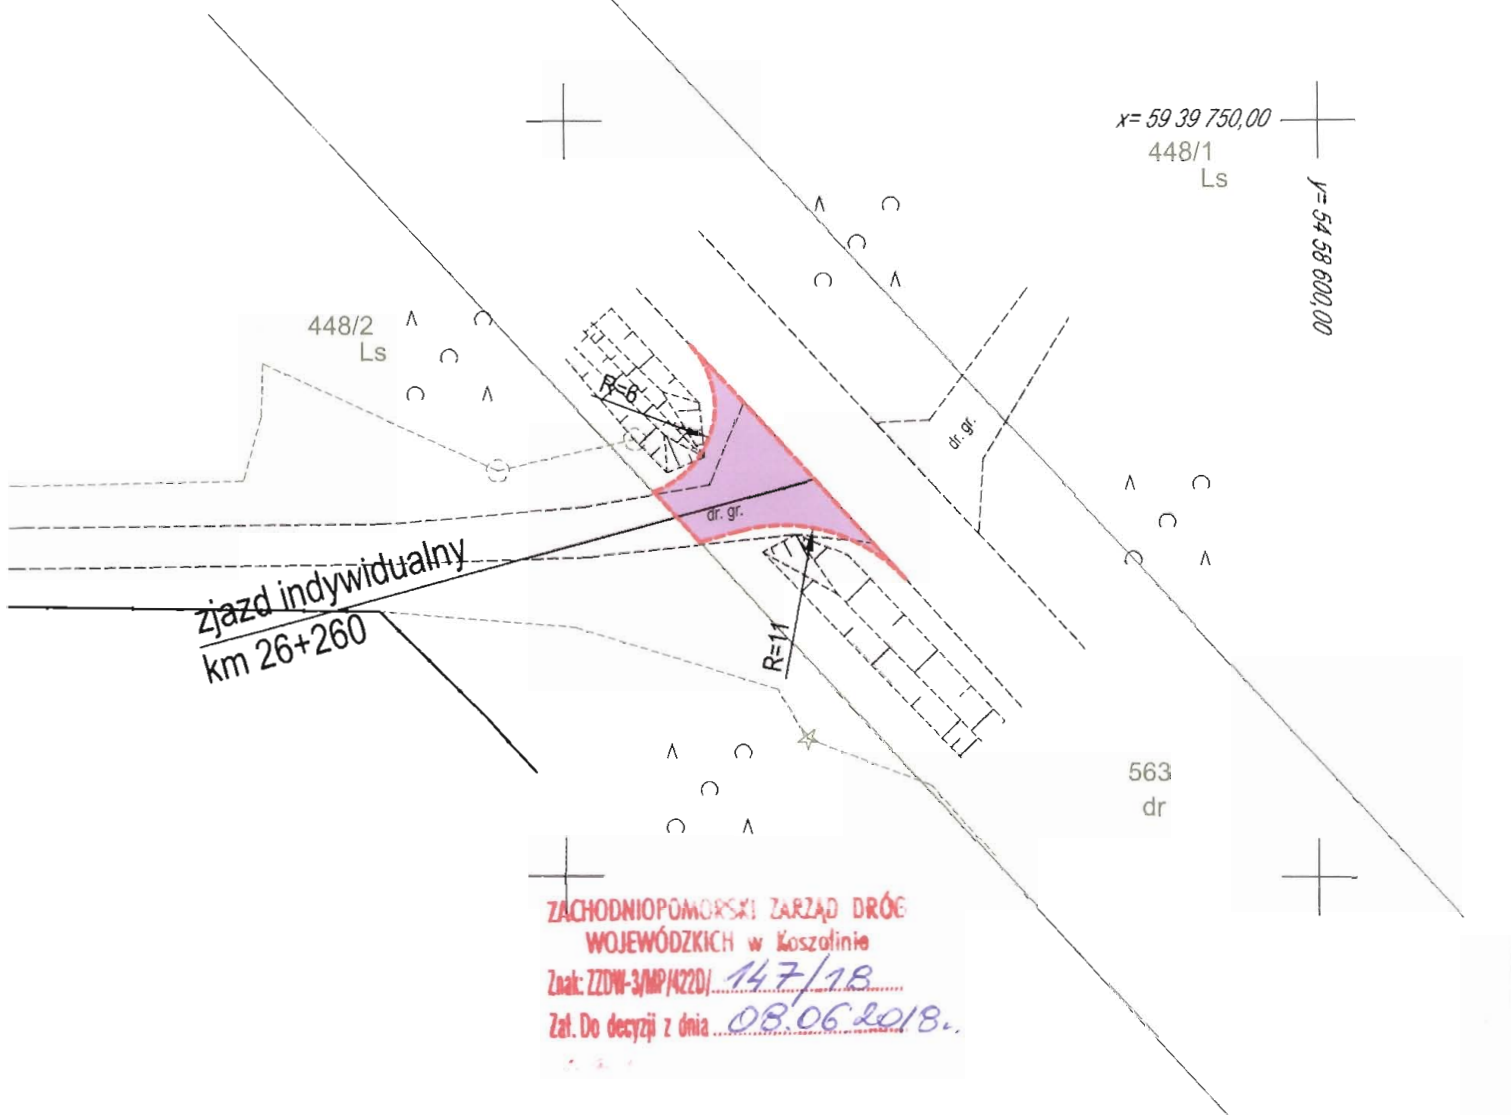 x= 59 39 750,00
448/1
Ls
y= 54 58 600,00
448/2
Ls
R=6
dr. gr.
dr. gr.
zjazd indywidualny
km 26+260
R=11
563
dr
ZACHODNIOPOMORSKI ZARZĄD DRÓG
WOJEWÓDZKICH w Koszalinie
Znak: ZZDW-3/MP/4220/ 147/18
Zał. Do decyzji z dnia 08.06 2018r.